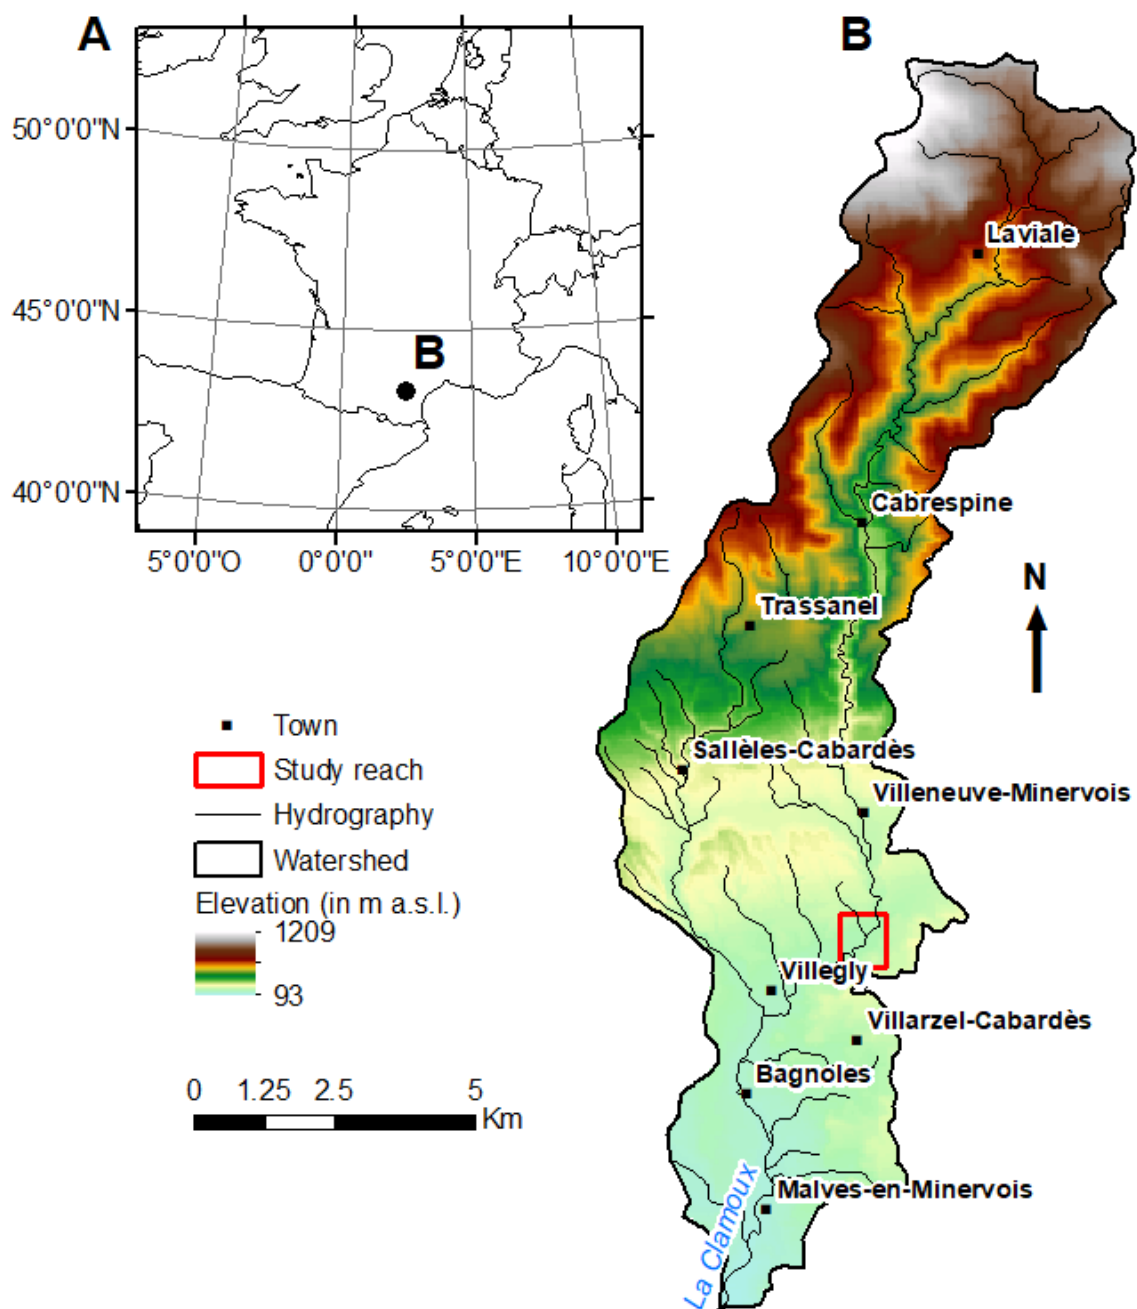 A
B
50°0'0"N
45°0'0"N
40°0'0"N
B
5°0'0"O
0°0'0"
5°0'0"E
10°0'0"E
Laviale
Cabrespine
N
Trassanel
Sallèles-Cabardès
Villeneuve-Minervois
Villegly
Villarzel-Cabardès
Bagnoles
Malves-en-Minervois
La Clamoux
Town
Study reach
Hydrography
Watershed
Elevation (in m a.s.l.)
1209
93
0 1.25 2.5 5
Km